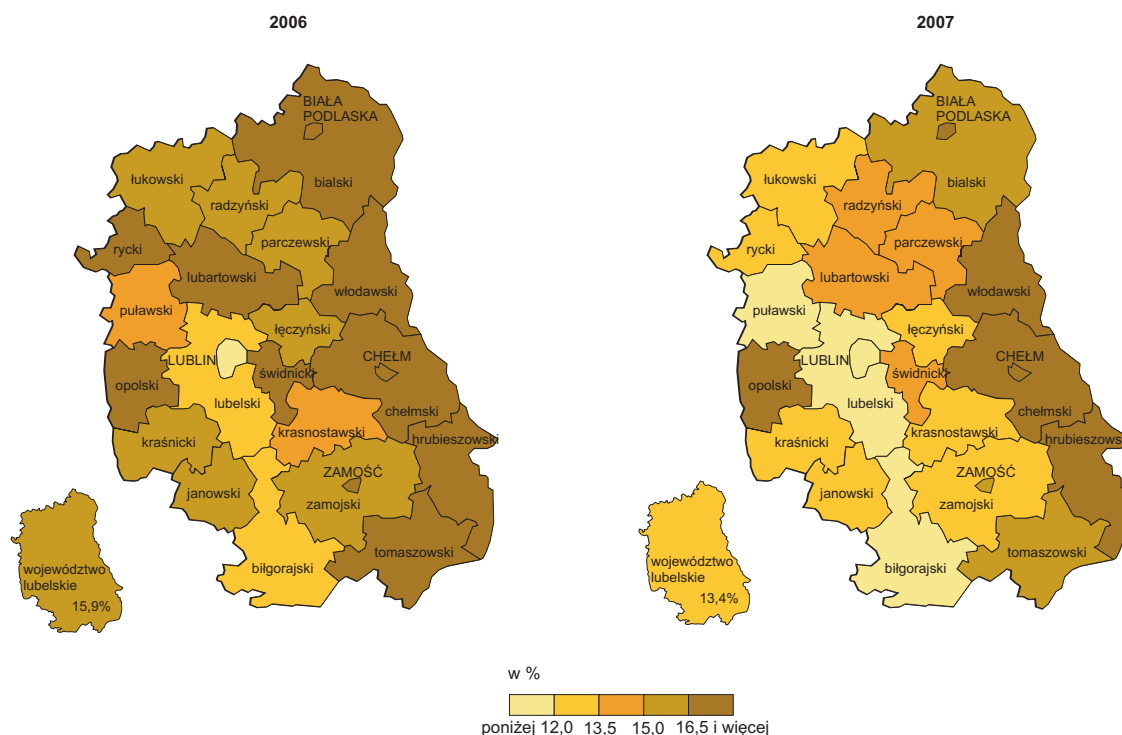 2006
BIAŁA
PODLASKA
łukowski
bialski
radzyński
parczewski
rycki
lubartowski
włodawski
puławski
łęczyński
LUBLIN
CHEŁM
świdnicki
opolski
lubelski
chełmski
krasnostawski
hrubieszowski
kraśnicki
ZAMOŚĆ
janowski
zamojski
tomaszowski
biłgorajski
województwo
lubelskie
15,9%
2007
BIAŁA
PODLASKA
łukowski
bialski
radzyński
parczewski
rycki
lubartowski
włodawski
puławski
łęczyński
LUBLIN
CHEŁM
świdnicki
opolski
lubelski
chełmski
krasnostawski
hrubieszowski
kraśnicki
ZAMOŚĆ
janowski
zamojski
tomaszowski
biłgorajski
województwo
lubelskie
13,4%
w %
poniżej 12,0 13,5 15,0 16,5 i więcej